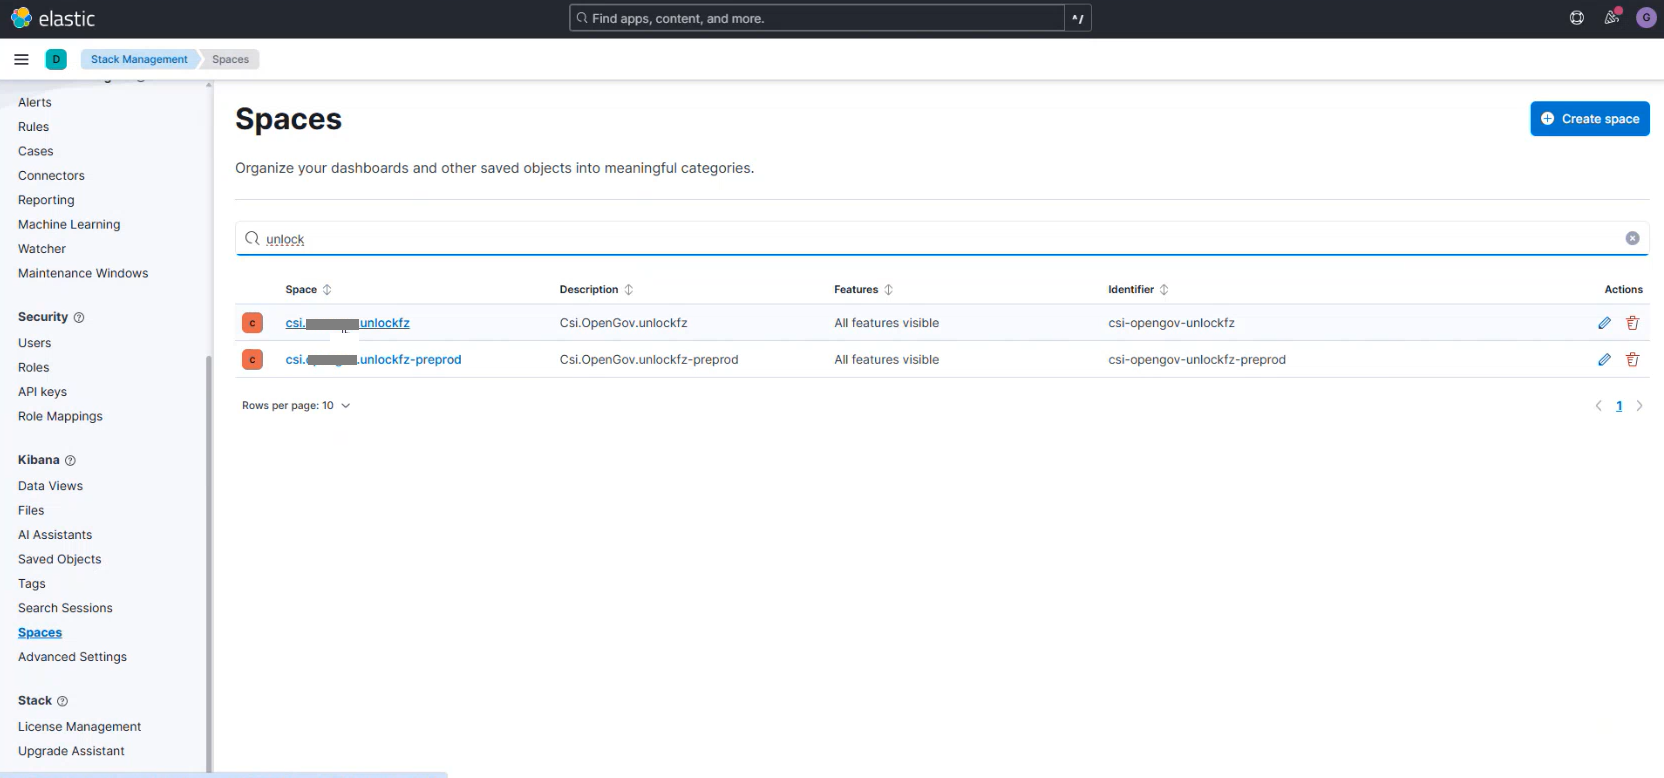 elastic
Find apps, content, and more.
^/
G
D
Stack Management
Spaces
Alerts
Rules
Cases
Connectors
Reporting
Machine Learning
Watcher
Maintenance Windows
Security
Users
Roles
API keys
Role Mappings
Kibana
Data Views
Files
AI Assistants
Saved Objects
Tags
Search Sessions
Spaces
Advanced Settings
Stack
License Management
Upgrade Assistant
Spaces
Create space
Organize your dashboards and other saved objects into meaningful categories.
unlock
Space Description Features Identifier Actions
c csi. unlockfz Csi.OpenGov.unlockfz All features visible csi-opengov-unlockfz
c csi. .unlockfz-preprod Csi.OpenGov.unlockfz-preprod All features visible csi-opengov-unlockfz-preprod
Rows per page: 10
1